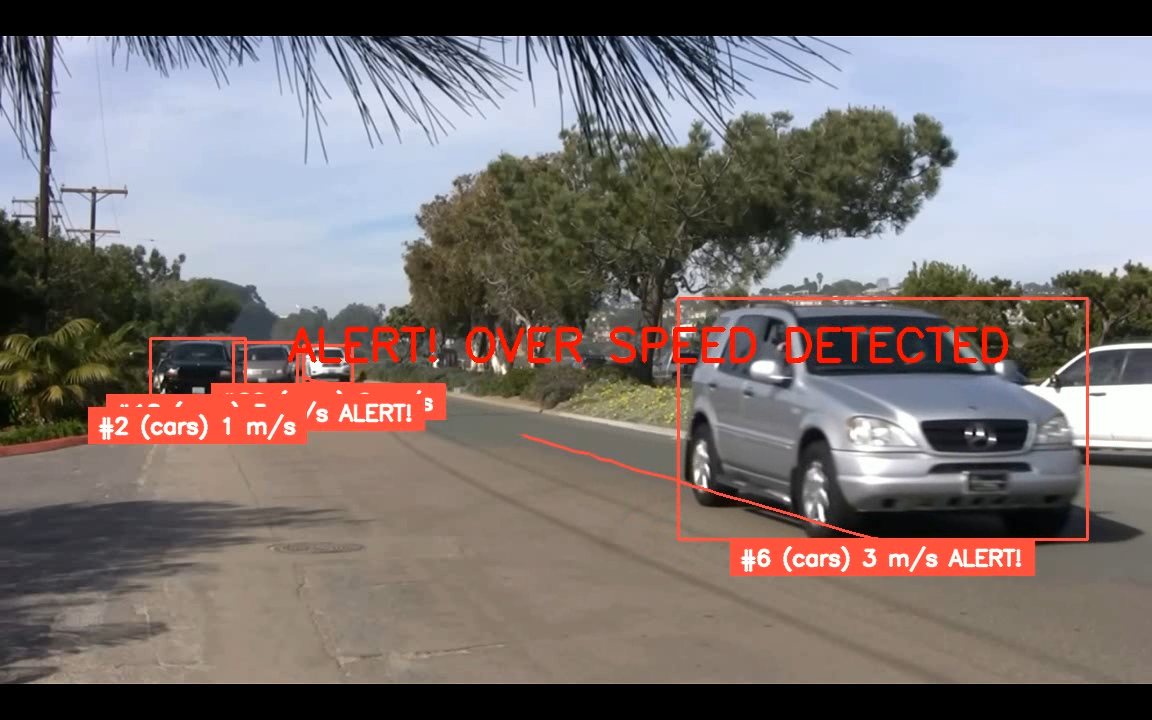 ALERT! OVER SPEED DETECTED
/s ALERT!
#2 (cars) 1 m/s
#6 (cars) 3 m/s ALERT!